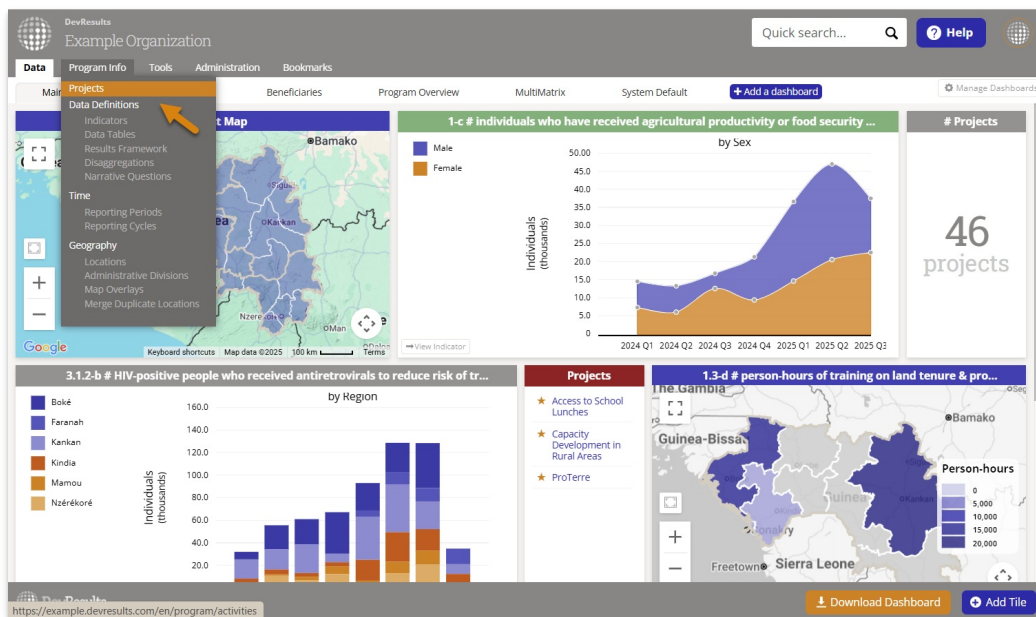 DevResults
Example Organization
Quick search...
Help
Data Program Info Tools Administration Bookmarks
Beneficiaries Program Overview MultiMatrix System Default Add a dashboard Manage Dashboards
Projects
Data Definitions
Indicators
Data Tables
Results Framework
Disaggregations
Narrative Questions
Time
Reporting Periods
Reporting Cycles
Geography
Locations
Administrative Divisions
Map Overlays
Merge Duplicate Locations
Map
Bamako
Siguiri
Kankan
Man
Google
Keyboard shortcuts Map data ©2025 100 km Terms
1-c # individuals who have received agricultural productivity or food security ...
by Sex
Male
Female
Individuals
(thousands)
50.00
45.0
40.0
35.0
30.0
25.0
20.0
15.0
10.0
5.0
0
2024 Q1 2024 Q2 2024 Q3 2024 Q4 2025 Q1 2025 Q2 2025 Q3
View Indicator
# Projects
46
projects
3.1.2-b # HIV-positive people who received antiretrovirals to reduce risk of tr...
by Region
Boké
Faranah
Kankan
Kindia
Mamou
Nzérékoré
Individuals
(thousands)
160.0
140.0
120.0
100.0
80.0
60.0
40.0
20.0
Projects
Access to School
Lunches
Capacity
Development in
Rural Areas
ProTerre
1.3-d # person-hours of training on land tenure & pro...
The Gambia
Bamako
Guinea-Bissau
Guinea
Kankan
Conakry
Freetown
Sierra Leone
Person-hours
0
5,000
10,000
15,000
20,000
DevResults
https://example.devresults.com/en/program/activities
Download Dashboard
Add Tile